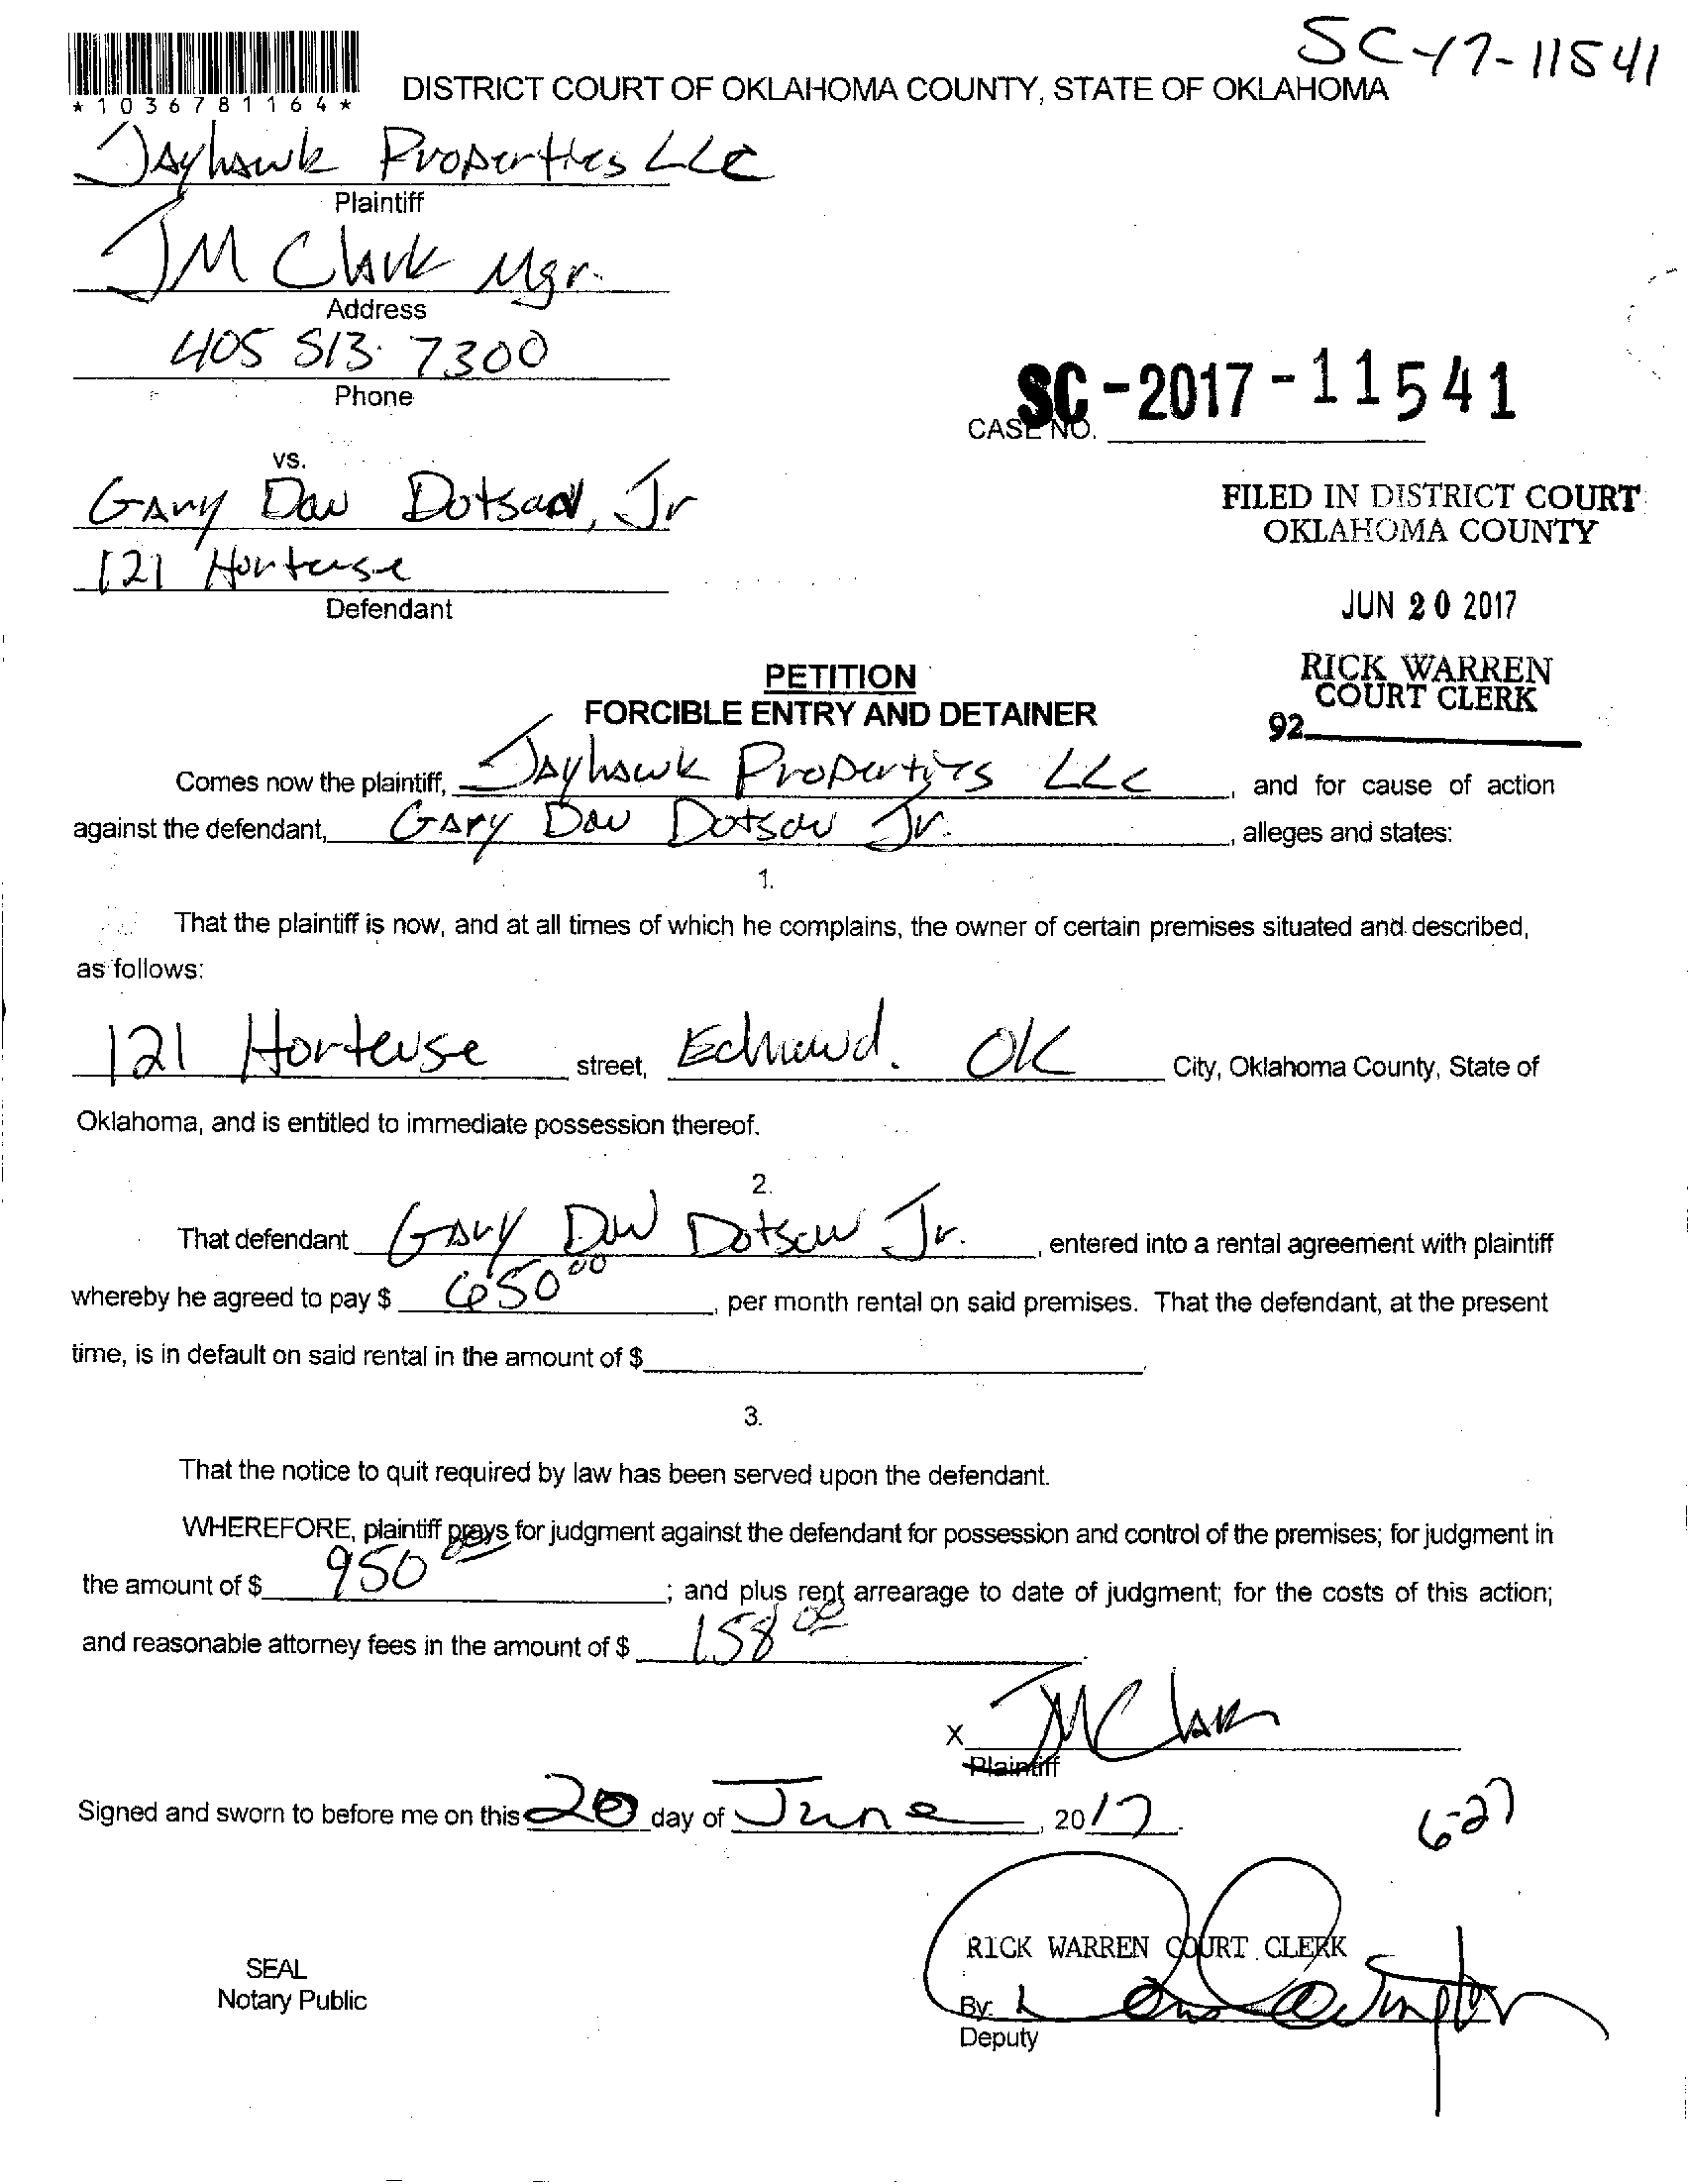 SC-17-11541
*1036781164*
DISTRICT COURT OF OKLAHOMA COUNTY, STATE OF OKLAHOMA
Jayhawk Properties LLC
Plaintiff
JM Clark Mgr.
Address
405 513. 7300
Phone
SC-2017-11541
CASE NO.
vs.
Gary Don Dotson, Jr
121 Hortense
Defendant
FILED IN DISTRICT COURT
OKLAHOMA COUNTY
JUN 20 2017
RICK WARREN
COURT CLERK
92
PETITION
FORCIBLE ENTRY AND DETAINER
Comes now the plaintiff, Jayhawk Properties LLC, and for cause of action
against the defendant, Gary Don Dotson Jr., alleges and states:
1.
That the plaintiff is now, and at all times of which he complains, the owner of certain premises situated and described,
as follows:
121 Hortense street, Edmond. OK City, Oklahoma County, State of
Oklahoma, and is entitled to immediate possession thereof.
2.
That defendant Gary Don Dotson Jr., entered into a rental agreement with plaintiff
whereby he agreed to pay $ 650 00, per month rental on said premises. That the defendant, at the present
time, is in default on said rental in the amount of $
3.
That the notice to quit required by law has been served upon the defendant.
WHEREFORE, plaintiff prays for judgment against the defendant for possession and control of the premises; for judgment in
the amount of $ 950 00; and plus rent arrearage to date of judgment; for the costs of this action;
and reasonable attorney fees in the amount of $ 158 00
X JM Clark
Plaintiff
Signed and sworn to before me on this 20 day of June, 2017.
6-27
RICK WARREN COURT CLERK
SEAL
Notary Public
By:
Deputy